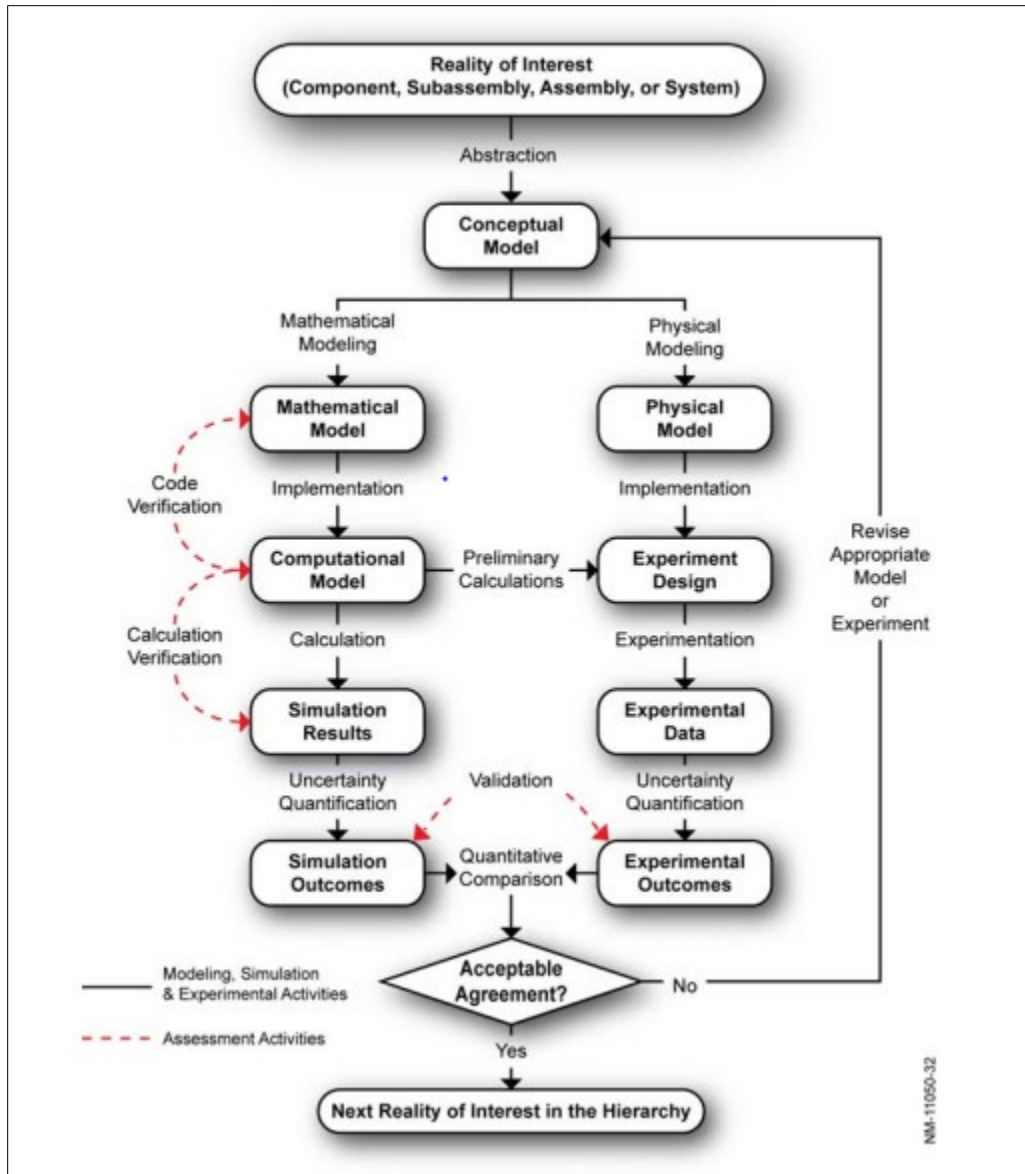 Reality of Interest
(Component, Subassembly, Assembly, or System)
Abstraction
Conceptual
Model
Mathematical
Modeling
Physical
Modeling
Mathematical
Model
Physical
Model
Code
Verification
Implementation
Implementation
Computational
Model
Preliminary
Calculations
Experiment
Design
Revise
Appropriate
Model
or
Experiment
Calculation
Verification
Calculation
Experimentation
Simulation
Results
Experimental
Data
Uncertainty
Quantification
Validation
Uncertainty
Quantification
Simulation
Outcomes
Quantitative
Comparison
Experimental
Outcomes
Acceptable
Agreement?
No
Modeling, Simulation
& Experimental Activities
Assessment Activities
Yes
Next Reality of Interest in the Hierarchy
NM-11050-32